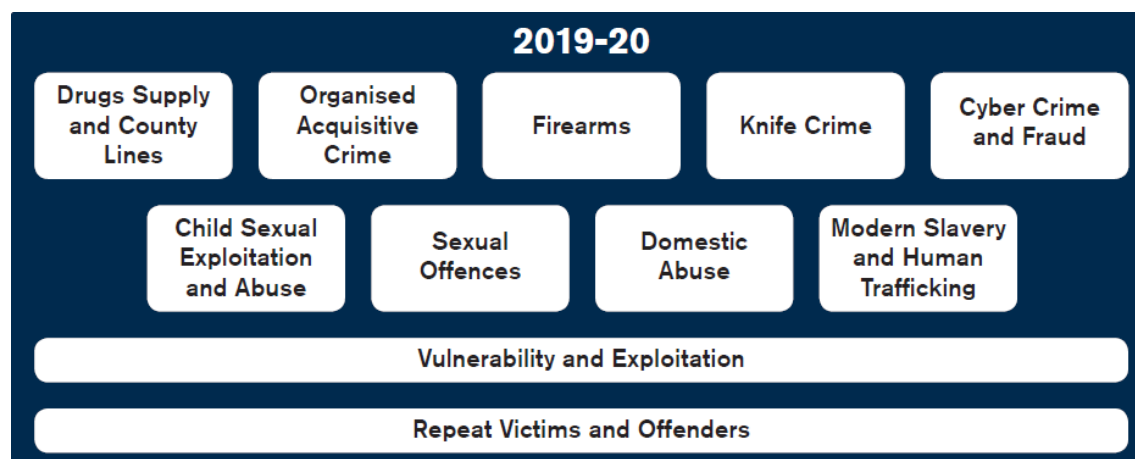 2019-20
Drugs Supply
and County
Lines
Organised
Acquisitive
Crime
Firearms
Knife Crime
Cyber Crime
and Fraud
Child Sexual
Exploitation
and Abuse
Sexual
Offences
Domestic
Abuse
Modern Slavery
and Human
Trafficking
Vulnerability and Exploitation
Repeat Victims and Offenders